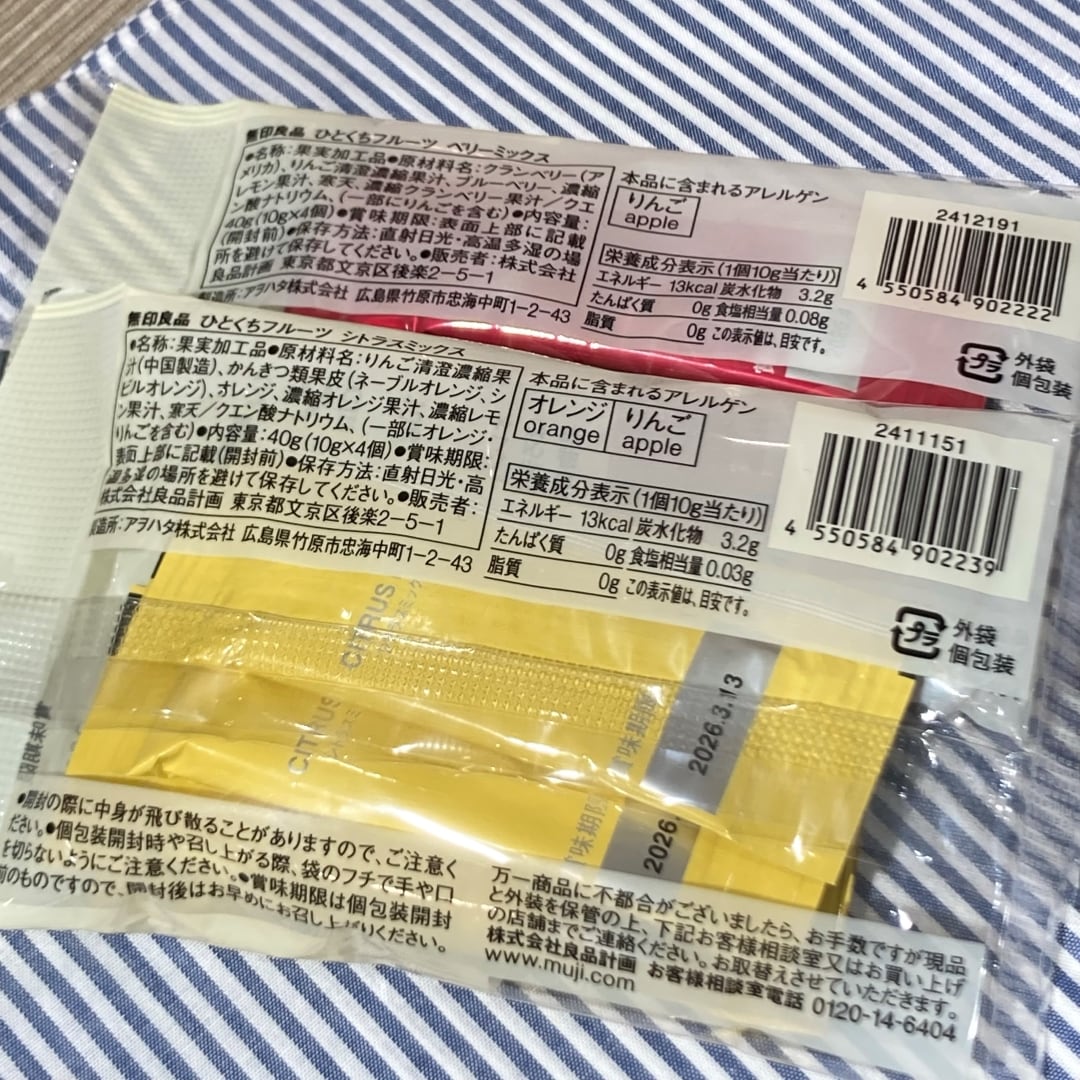 無印良品 ひとくちフルーツ ベリーミックス
●名称:果実加工品●原材料名:クランベリー(ア
メリカ)、りんご清澄濃縮果汁、ブルーベリー、濃縮
レモン果汁、寒天、濃縮クランベリー果汁／クエ
ン酸ナトリウム、(一部にりんごを含む)●内容量:
40g(10g×4個)●賞味期限:表面上部に記載
(開封前)●保存方法:直射日光・高温多湿の場
所を避けて保存してください。●販売者:株式会社
良品計画 東京都文京区後楽2-5-1
製造所:アヲハタ株式会社 広島県竹原市忠海中町1-2-43
本品に含まれるアレルゲン
りんご
apple
栄養成分表示(1個10g当たり)
エネルギー 13kcal 炭水化物 3.2g
たんぱく質 0g 食塩相当量 0.08g
脂質 0g この表示値は、目安です。
2412191
4 550584 902222
プラ
外袋
個包装
無印良品 ひとくちフルーツ シトラスミックス
●名称:果実加工品●原材料名:りんご清澄濃縮果
汁(中国製造)、かんきつ類果皮(ネーブルオレンジ、シ
ビルオレンジ)、オレンジ、濃縮オレンジ果汁、濃縮レモ
ン果汁、寒天／クエン酸ナトリウム、(一部にオレンジ・
りんごを含む)●内容量:40g(10g×4個)●賞味期限:
表面上部に記載(開封前)●保存方法:直射日光・高
温多湿の場所を避けて保存してください。●販売者:
株式会社良品計画 東京都文京区後楽2-5-1
製造所:アヲハタ株式会社 広島県竹原市忠海中町1-2-43
本品に含まれるアレルゲン
オレンジ
orange
りんご
apple
栄養成分表示(1個10g当たり)
エネルギー 13kcal 炭水化物 3.2g
たんぱく質 0g 食塩相当量 0.03g
脂質 0g この表示値は、目安です。
2411151
4 550584 902239
プラ
外袋
個包装
CITRUS
賞味期限
2026.3.13
CITRUS
賞味期限
2026.
●開封の際に中身が飛び散ることがありますので、ご注意く
ださい。●個包装開封時や召し上がる際、袋のフチで手や口
を切らないようにご注意ください。●賞味期限は個包装開封
前のものですので、開封後はお早めにお召し上がりください。
万一商品に不都合がございましたら、お手数ですが現品
と外装を保管の上、下記お客様相談室又はお買い上げ
の店舗までご連絡ください。お取替えさせていただきます。
株式会社良品計画 お客様相談室電話 0120-14-6404
www.muji.com